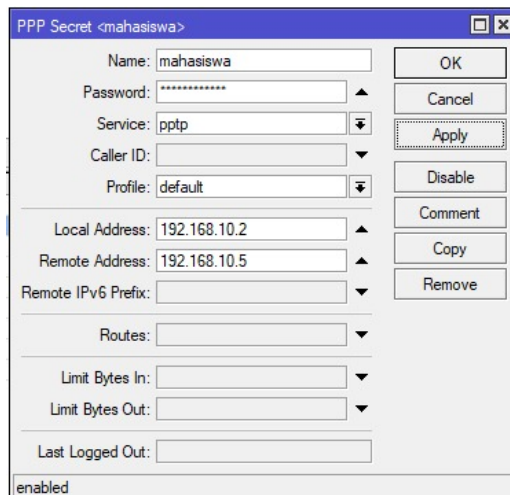 PPP Secret <mahasiswa>
Name: mahasiswa
OK
Password: ************
Cancel
Service: pptp
Apply
Caller ID:
Profile: default
Disable
Comment
Local Address: 192.168.10.2
Copy
Remote Address: 192.168.10.5
Remove
Remote IPv6 Prefix:
Routes:
Limit Bytes In:
Limit Bytes Out:
Last Logged Out:
enabled